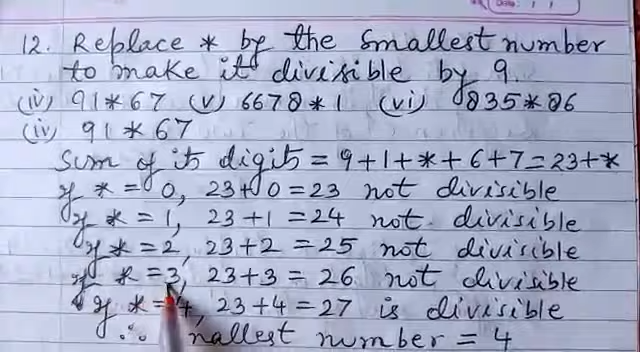 12. Replace * by the smallest number
to make it divisible by 9.
(iv) 91*67 (v) 6678*1 (vi) 835*86
(iv) 91*67
Sum of its digits = 9+1+*+6+7=23+*
If * = 0, 23+0=23 not divisible
If * = 1, 23+1=24 not divisible
If * = 2, 23+2=25 not divisible
If * = 3, 23+3=26 not divisible
If * = 4, 23+4=27 is divisible
∴ nallest number = 4